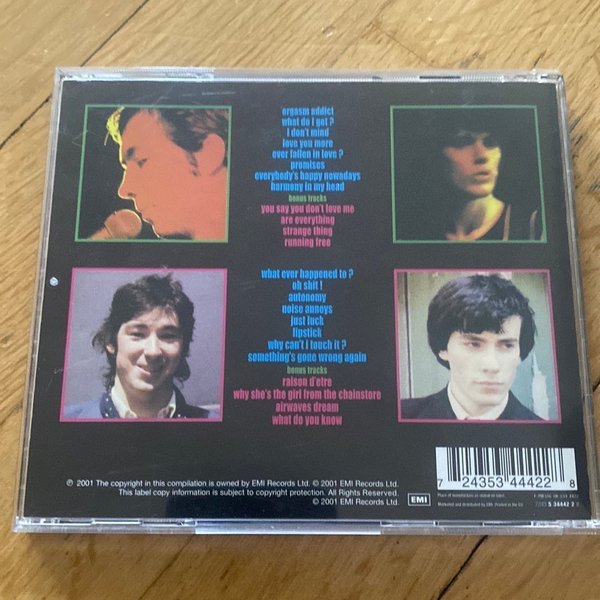 orgasm addict
what do i get ?
i don't mind
love you more
ever fallen in love ?
promises
everybody's happy nowadays
harmony in my head
bonus tracks
you say you don't love me
are everything
strange thing
running free
what ever happened to ?
oh shit !
autonomy
noise annoys
just luck
lipstick
why can't i touch it ?
something's gone wrong again
bonus tracks
raison d'etre
why she's the girl from the chainstore
airwaves dream
what do you know
℗ 2001 The copyright in this compilation is owned by EMI Records Ltd. © 2001 EMI Records Ltd.
This label copy information is subject to copyright protection. All Rights Reserved.
© 2001 EMI Records Ltd.
EMI
7 24353 44422 8